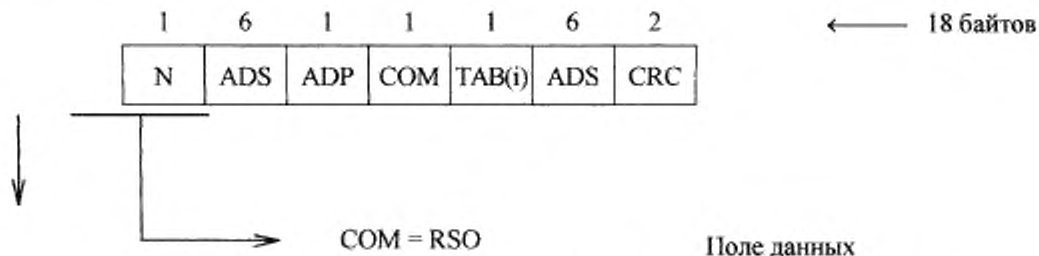 1 6 1 1 1 6 2 18 байтов
N ADS ADP COM TAB(i) ADS CRC
COM = RSO Поле данных